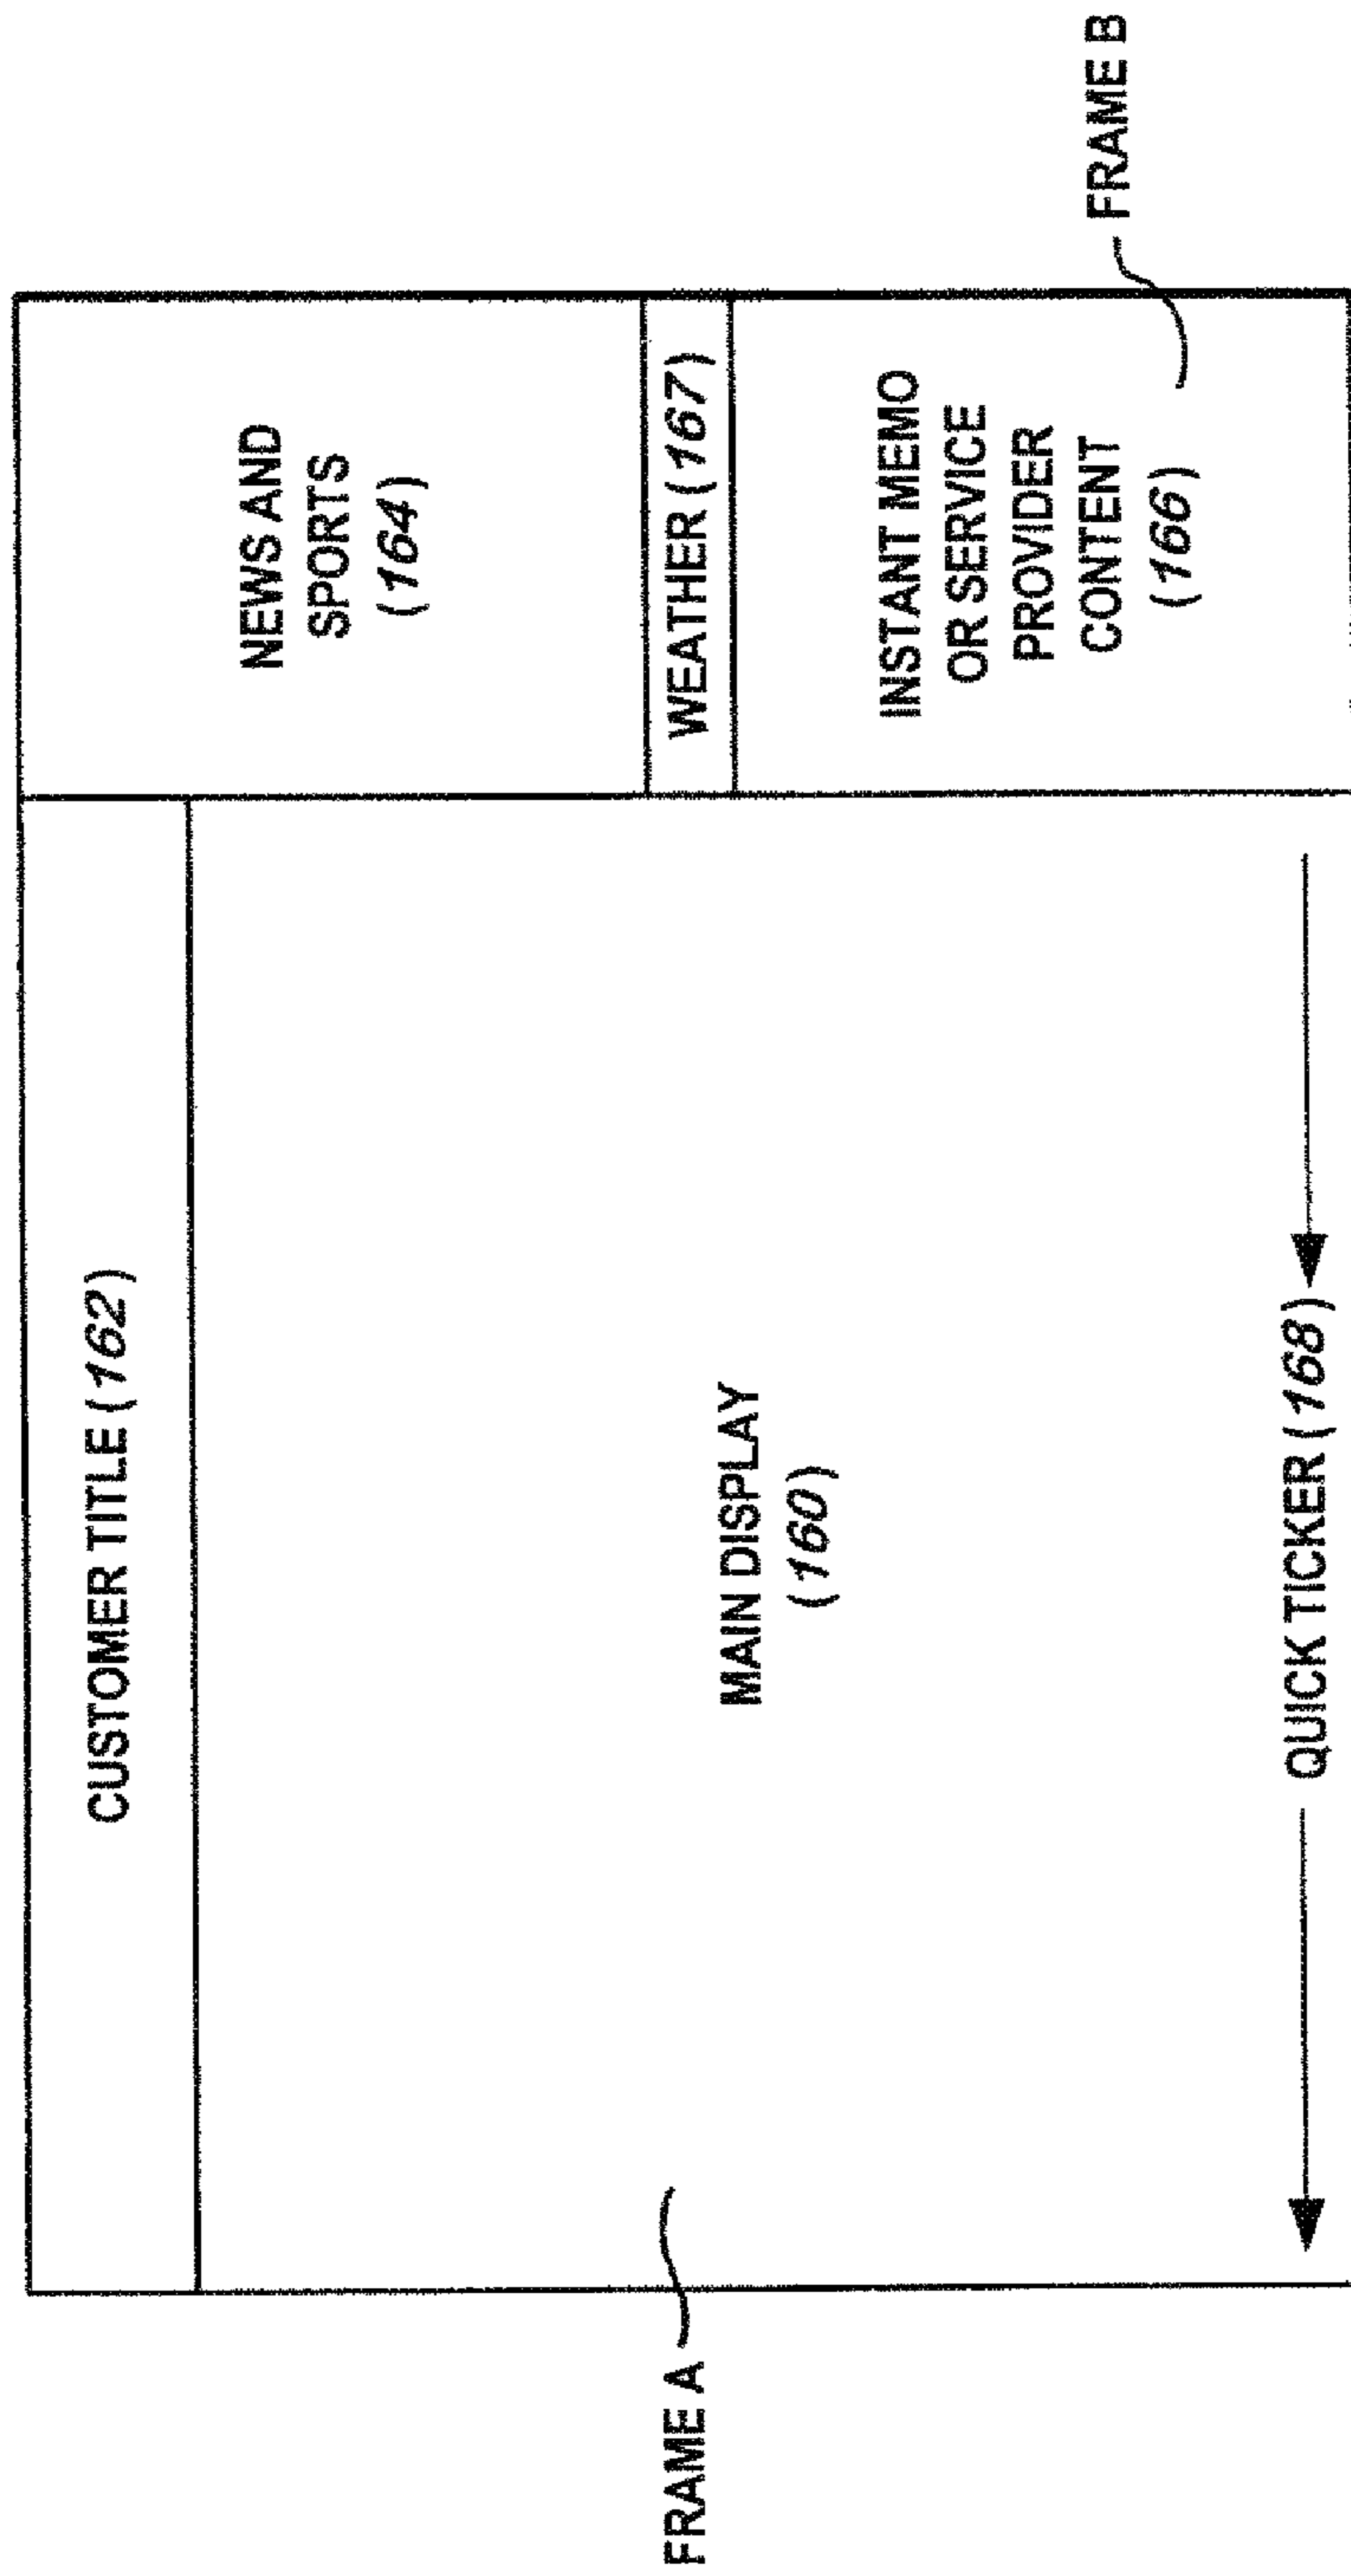 CUSTOMER TITLE (162)
NEWS AND
SPORTS
(164)
WEATHER (167)
MAIN DISPLAY
(160)
INSTANT MEMO
OR SERVICE
PROVIDER
CONTENT
(166)
QUICK TICKER (168)
FRAME A
FRAME B